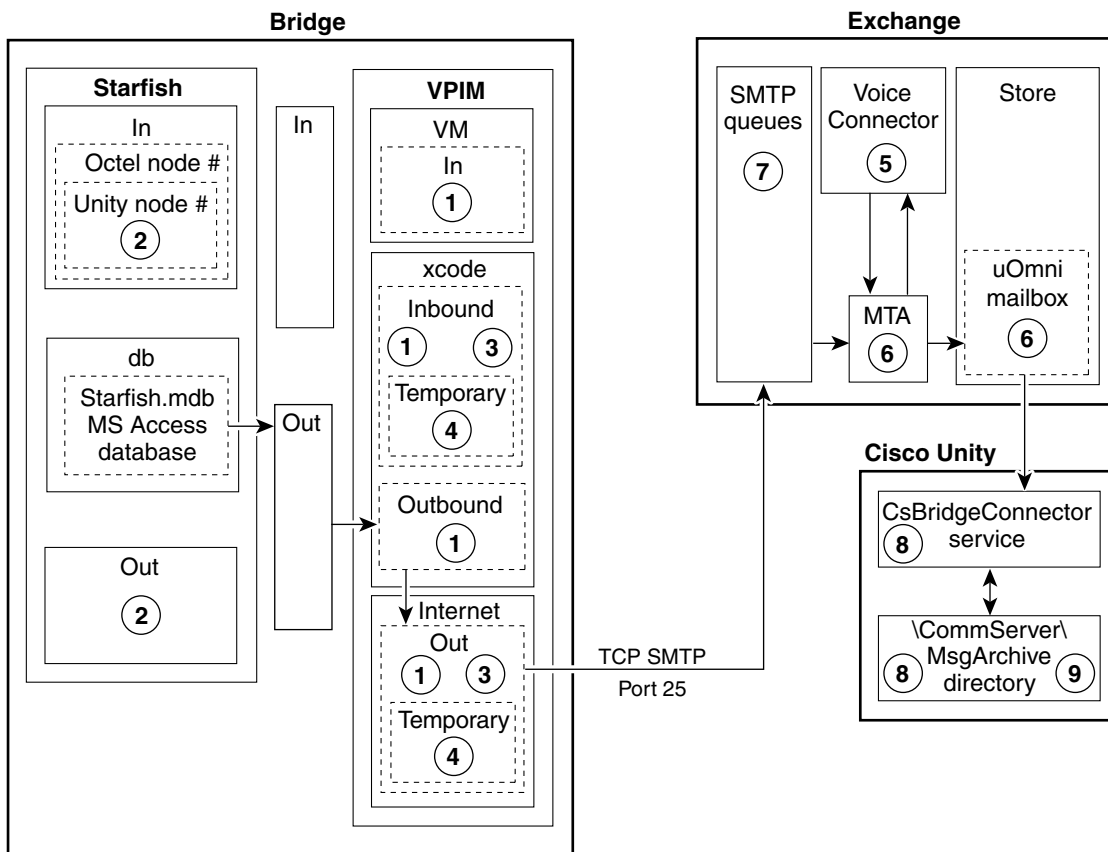 Bridge
Starfish
In
Octel node #
Unity node #
2
db
Starfish.mdb
MS Access
database
Out
2
In
Out
VPIM
VM
In
1
xcode
Inbound
1 3
Temporary
4
Outbound
1
Internet
Out
1 3
Temporary
4
TCP SMTP
Port 25
Exchange
SMTP
queues
7
Voice
Connector
5
MTA
6
Store
uOmni
mailbox
6
Cisco Unity
CsBridgeConnector
service
8
\CommServer\
MsgArchive
directory
8 9